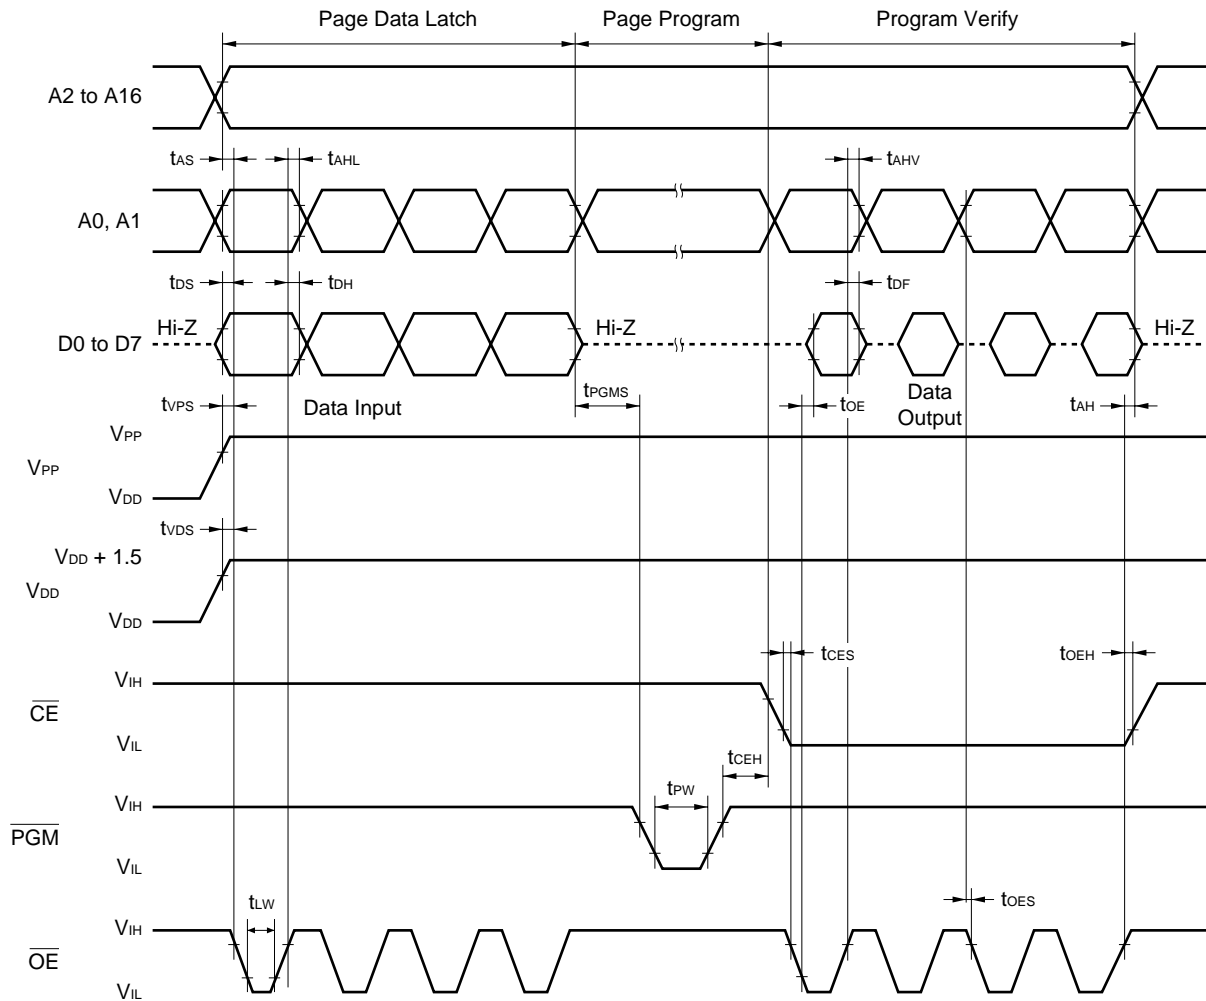 Page Data Latch Page Program Program Verify
A2 to A16
tAS tAHL tAHV
A0, A1
tDS tDH tDF
Hi-Z Hi-Z Hi-Z
D0 to D7
tPGMS
tVPS Data Input tOE Data Output tAH
VPP
VPP
VDD
tVDS
VDD + 1.5
VDD
VDD
tCES tOEH
VIH
CE
VIL
tCEH
tPW
VIH
PGM
VIL
tLW tOES
VIH
OE
VIL